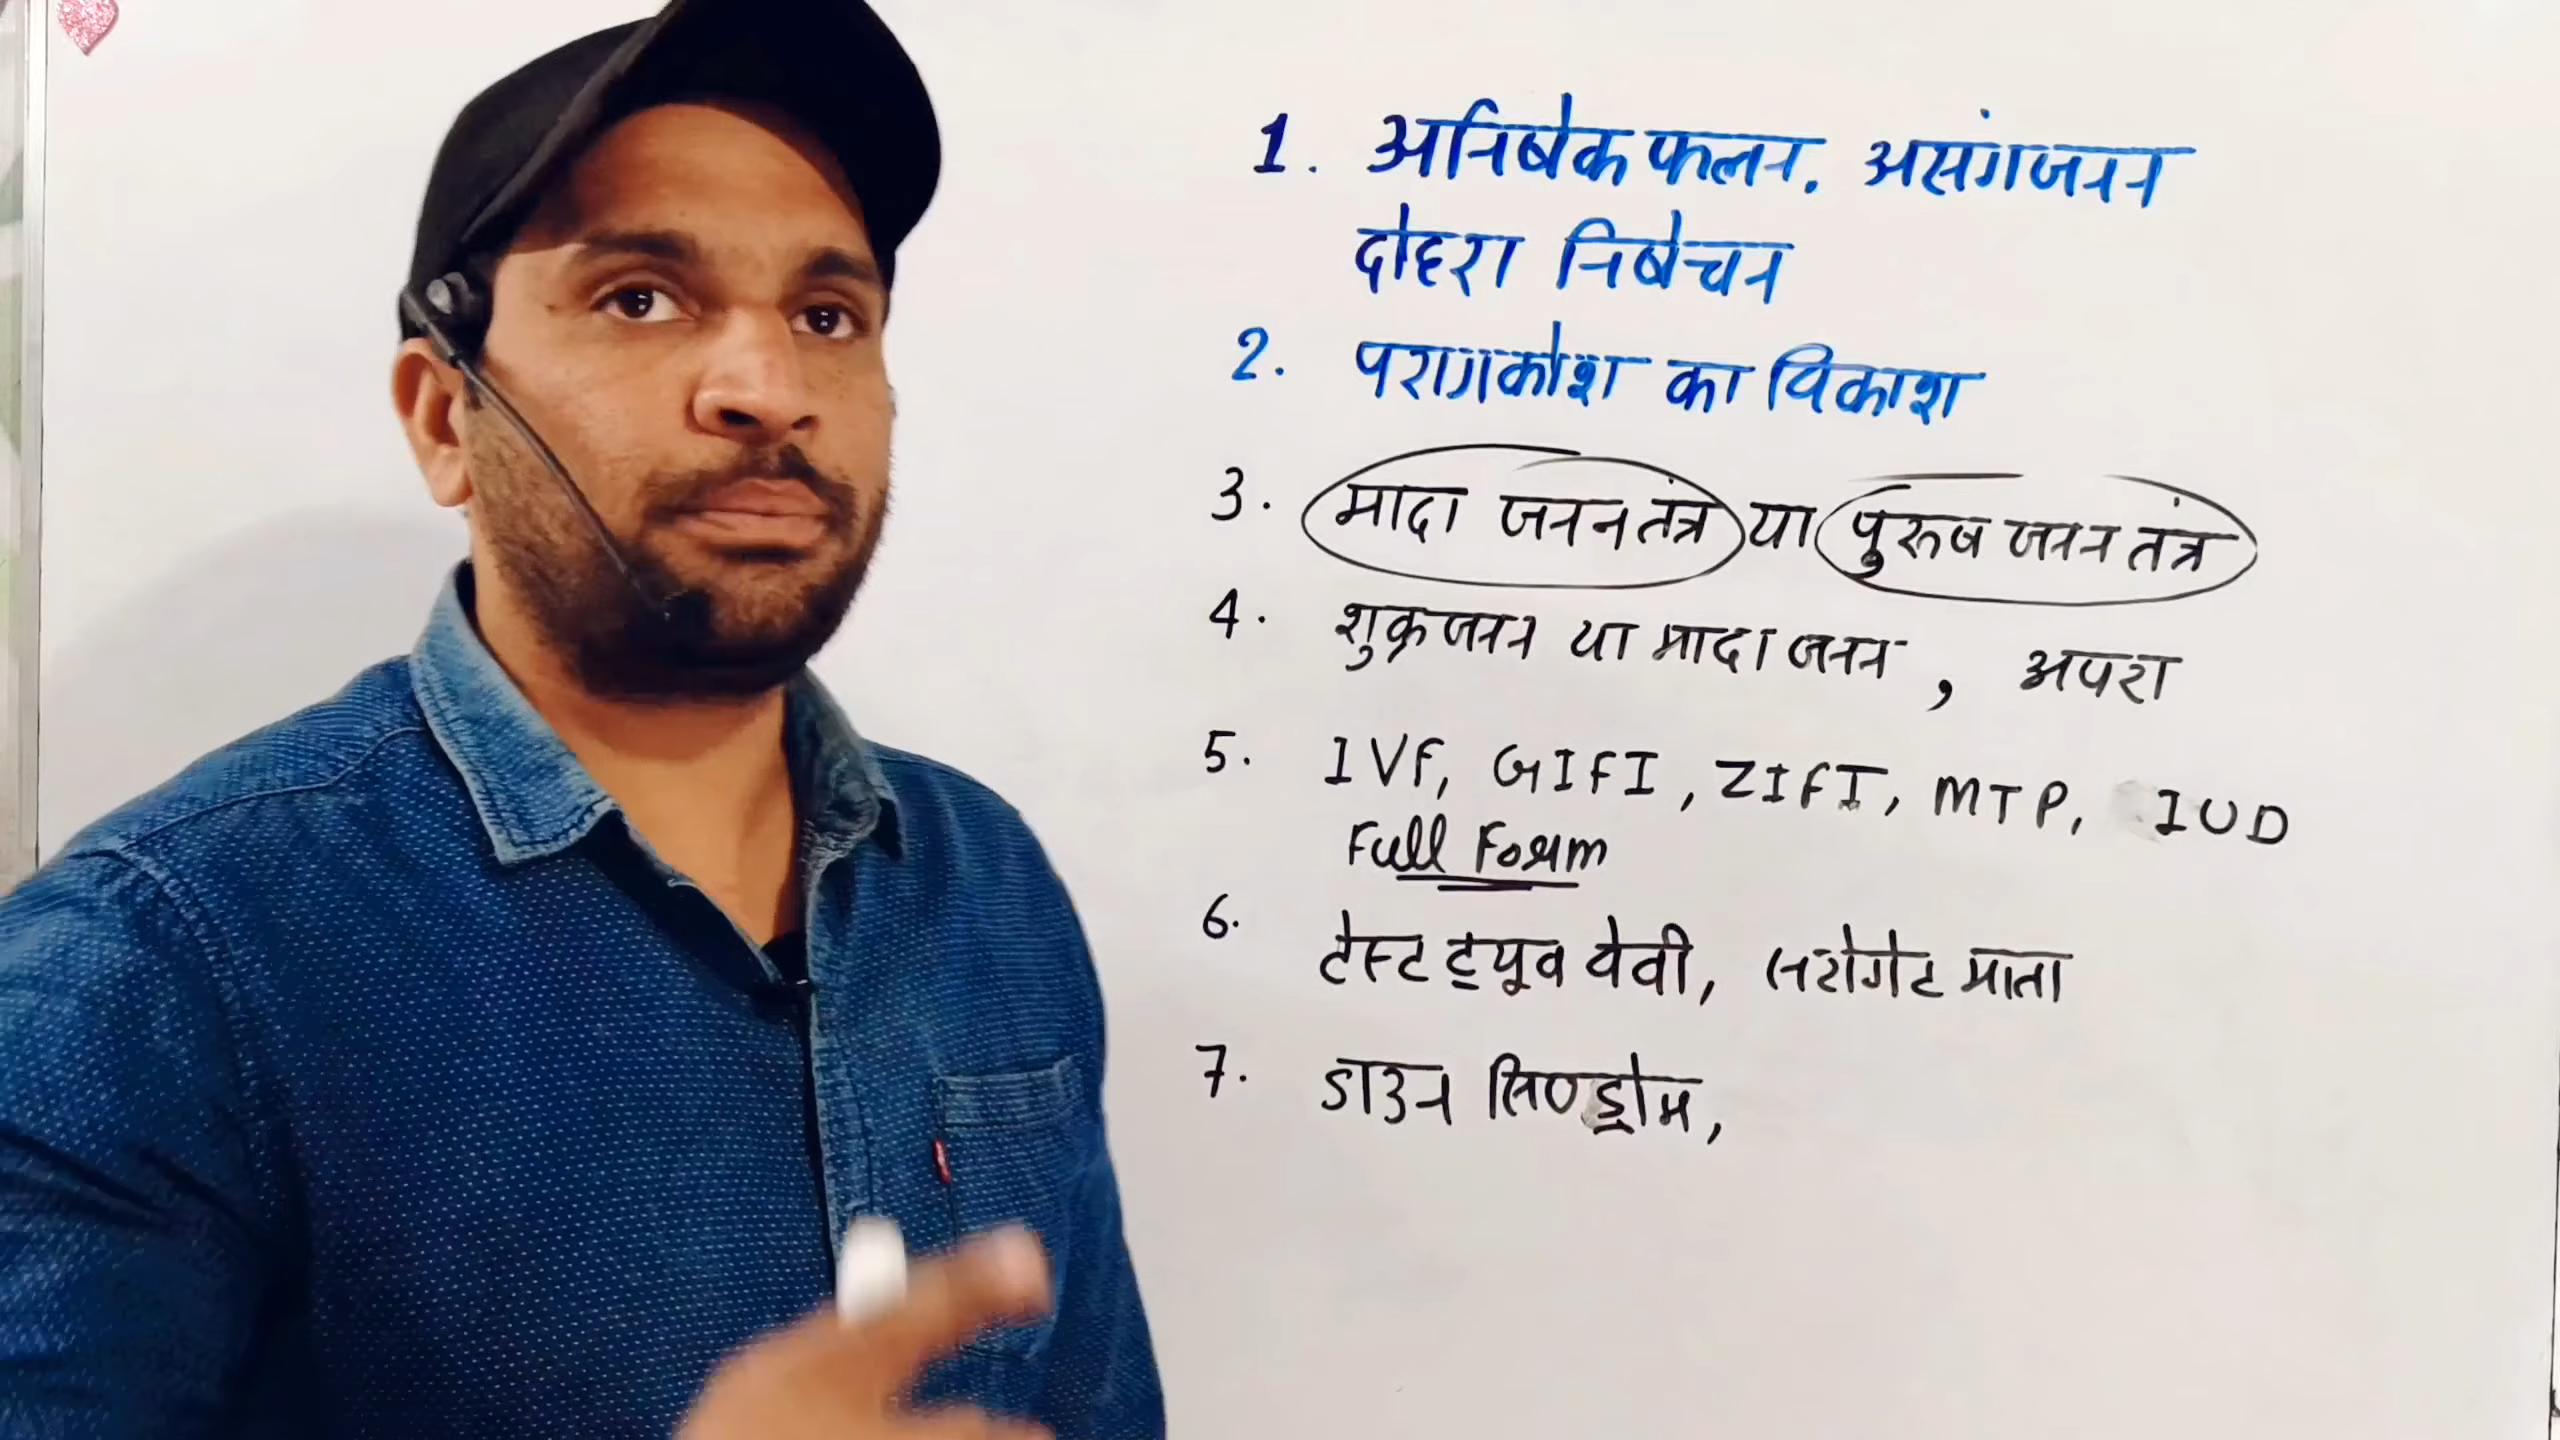 1. अनिषेक फलन, असंगजनन
दोहरा निषेचन
2. परागकोश का विकाश
3. मादा जनन तंत्र या पुरुष जनन तंत्र
4. शुक्रजनन या मादा जनन, अपरा
5. IVF, GIFI, ZIFT, MTP, IUD
Full Form
6. टेस्ट ट्यूव वेवी, सरोगेट माता
7. डाउन सिण्ड्रोम,